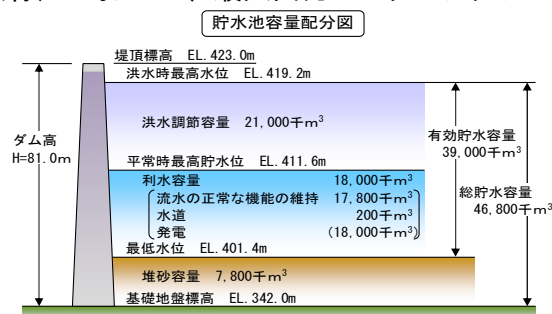 貯水池容量配分図
堤頂標高 EL.423.0m
洪水時最高水位 EL.419.2m
洪水調節容量 21,000千m³
ダム高
H=81.0m
有効貯水容量
39,000千m³
平常時最高貯水位 EL.411.6m
利水容量 18,000千m³
流水の正常な機能の維持 17,800千m³
水道 200千m³
発電 (18,000千m³)
総貯水容量
46,800千m³
最低水位 EL.401.4m
堆砂容量 7,800千m³
基礎地盤標高 EL.342.0m